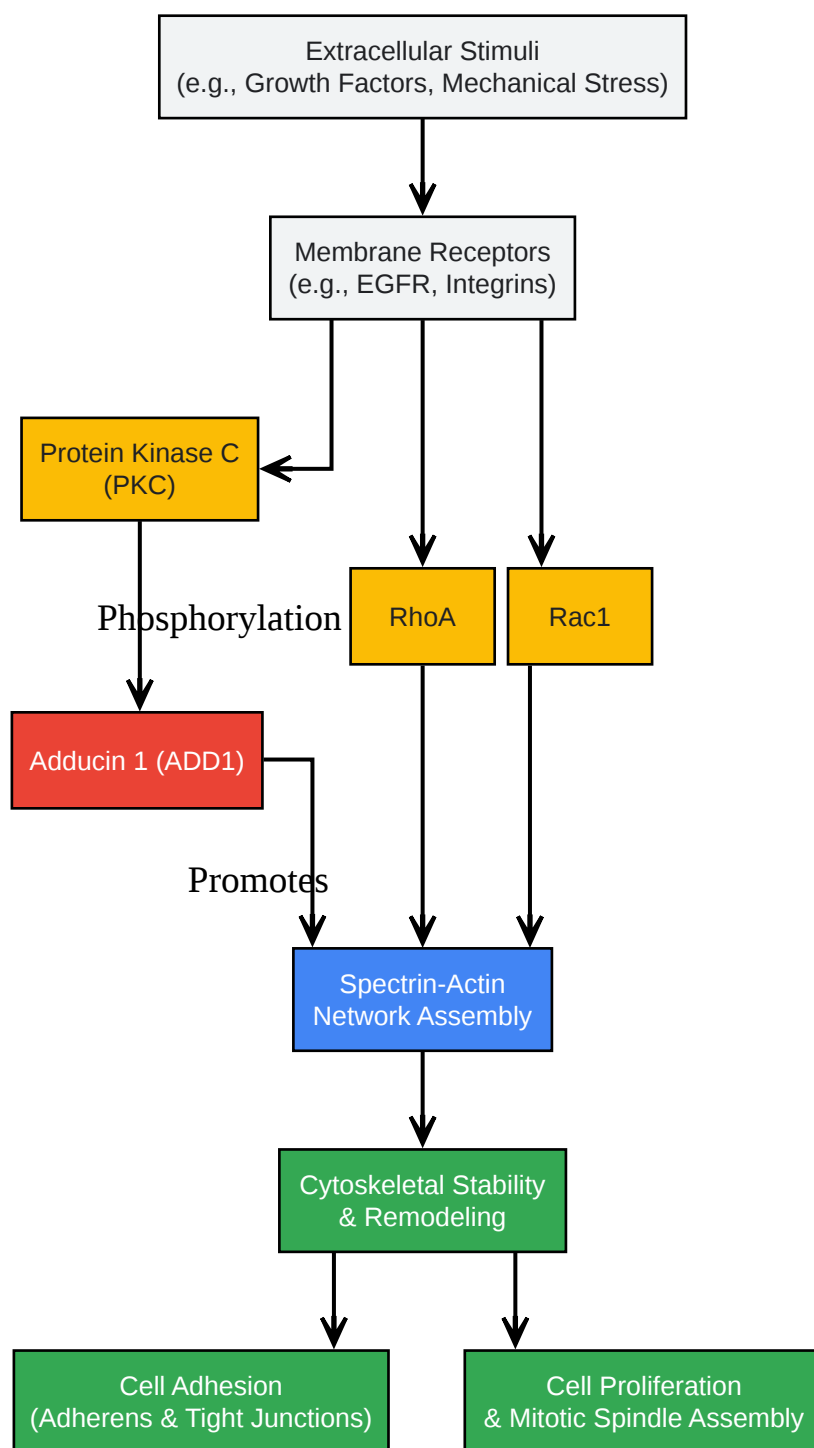 Extracellular Stimuli
(e.g., Growth Factors, Mechanical Stress)
Membrane Receptors
(e.g., EGFR, Integrins)
Protein Kinase C
(PKC)
Phosphorylation
RhoA
Rac1
Adducin 1 (ADD1)
Promotes
Spectrin-Actin
Network Assembly
Cytoskeletal Stability
& Remodeling
Cell Adhesion
(Adherens & Tight Junctions)
Cell Proliferation
& Mitotic Spindle Assembly